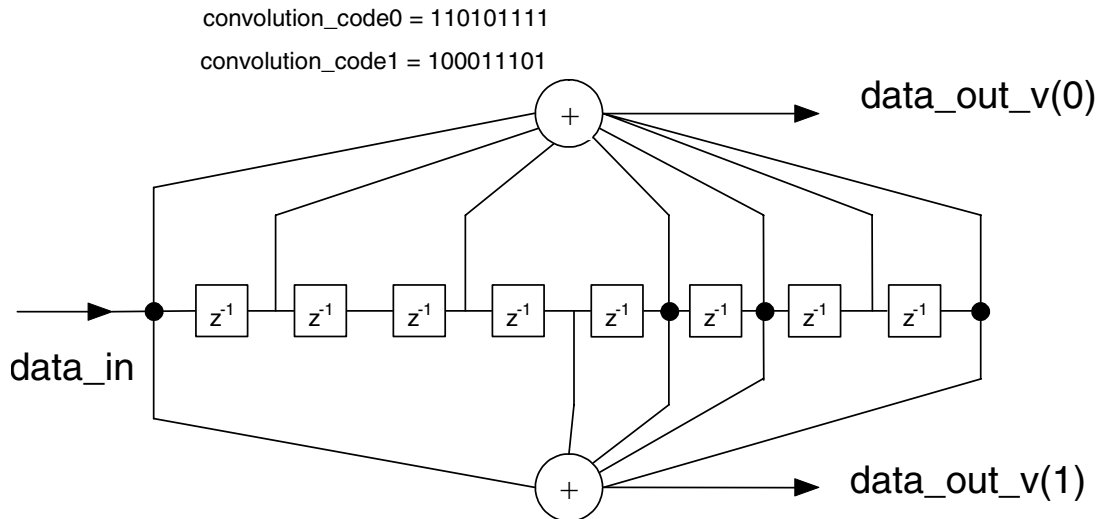 convolution_code0 = 110101111
convolution_code1 = 100011101
+
data_out_v(0)
z⁻¹ z⁻¹ z⁻¹ z⁻¹ z⁻¹ z⁻¹ z⁻¹ z⁻¹
data_in
+
data_out_v(1)